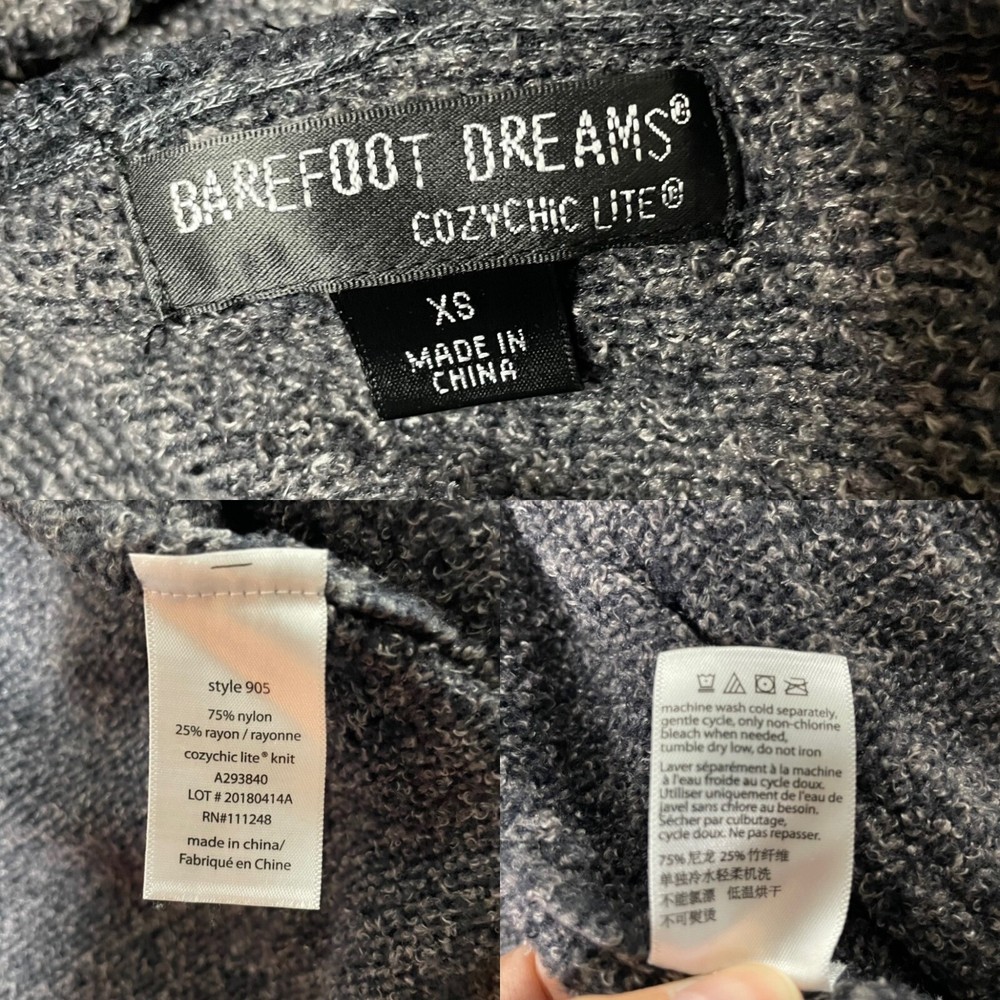 BAREFOOT DREAMS®
COZYCHIC LITE®
XS
MADE IN
CHINA
style 905
75% nylon
25% rayon / rayonne
cozychic lite® knit
A293840
LOT # 20180414A
RN#111248
made in china/
Fabriqué en Chine
machine wash cold separately,
gentle cycle, only non-chlorine
bleach when needed,
tumble dry low, do not iron
Laver séparément à la machine
à l'eau froide au cycle doux.
Utiliser uniquement de l'eau de
javel sans chlore au besoin.
Sécher par culbutage,
cycle doux. Ne pas repasser.
75% 尼龙 25% 竹纤维
单独冷水轻柔机洗
不能氯漂 低温烘干
不可熨烫